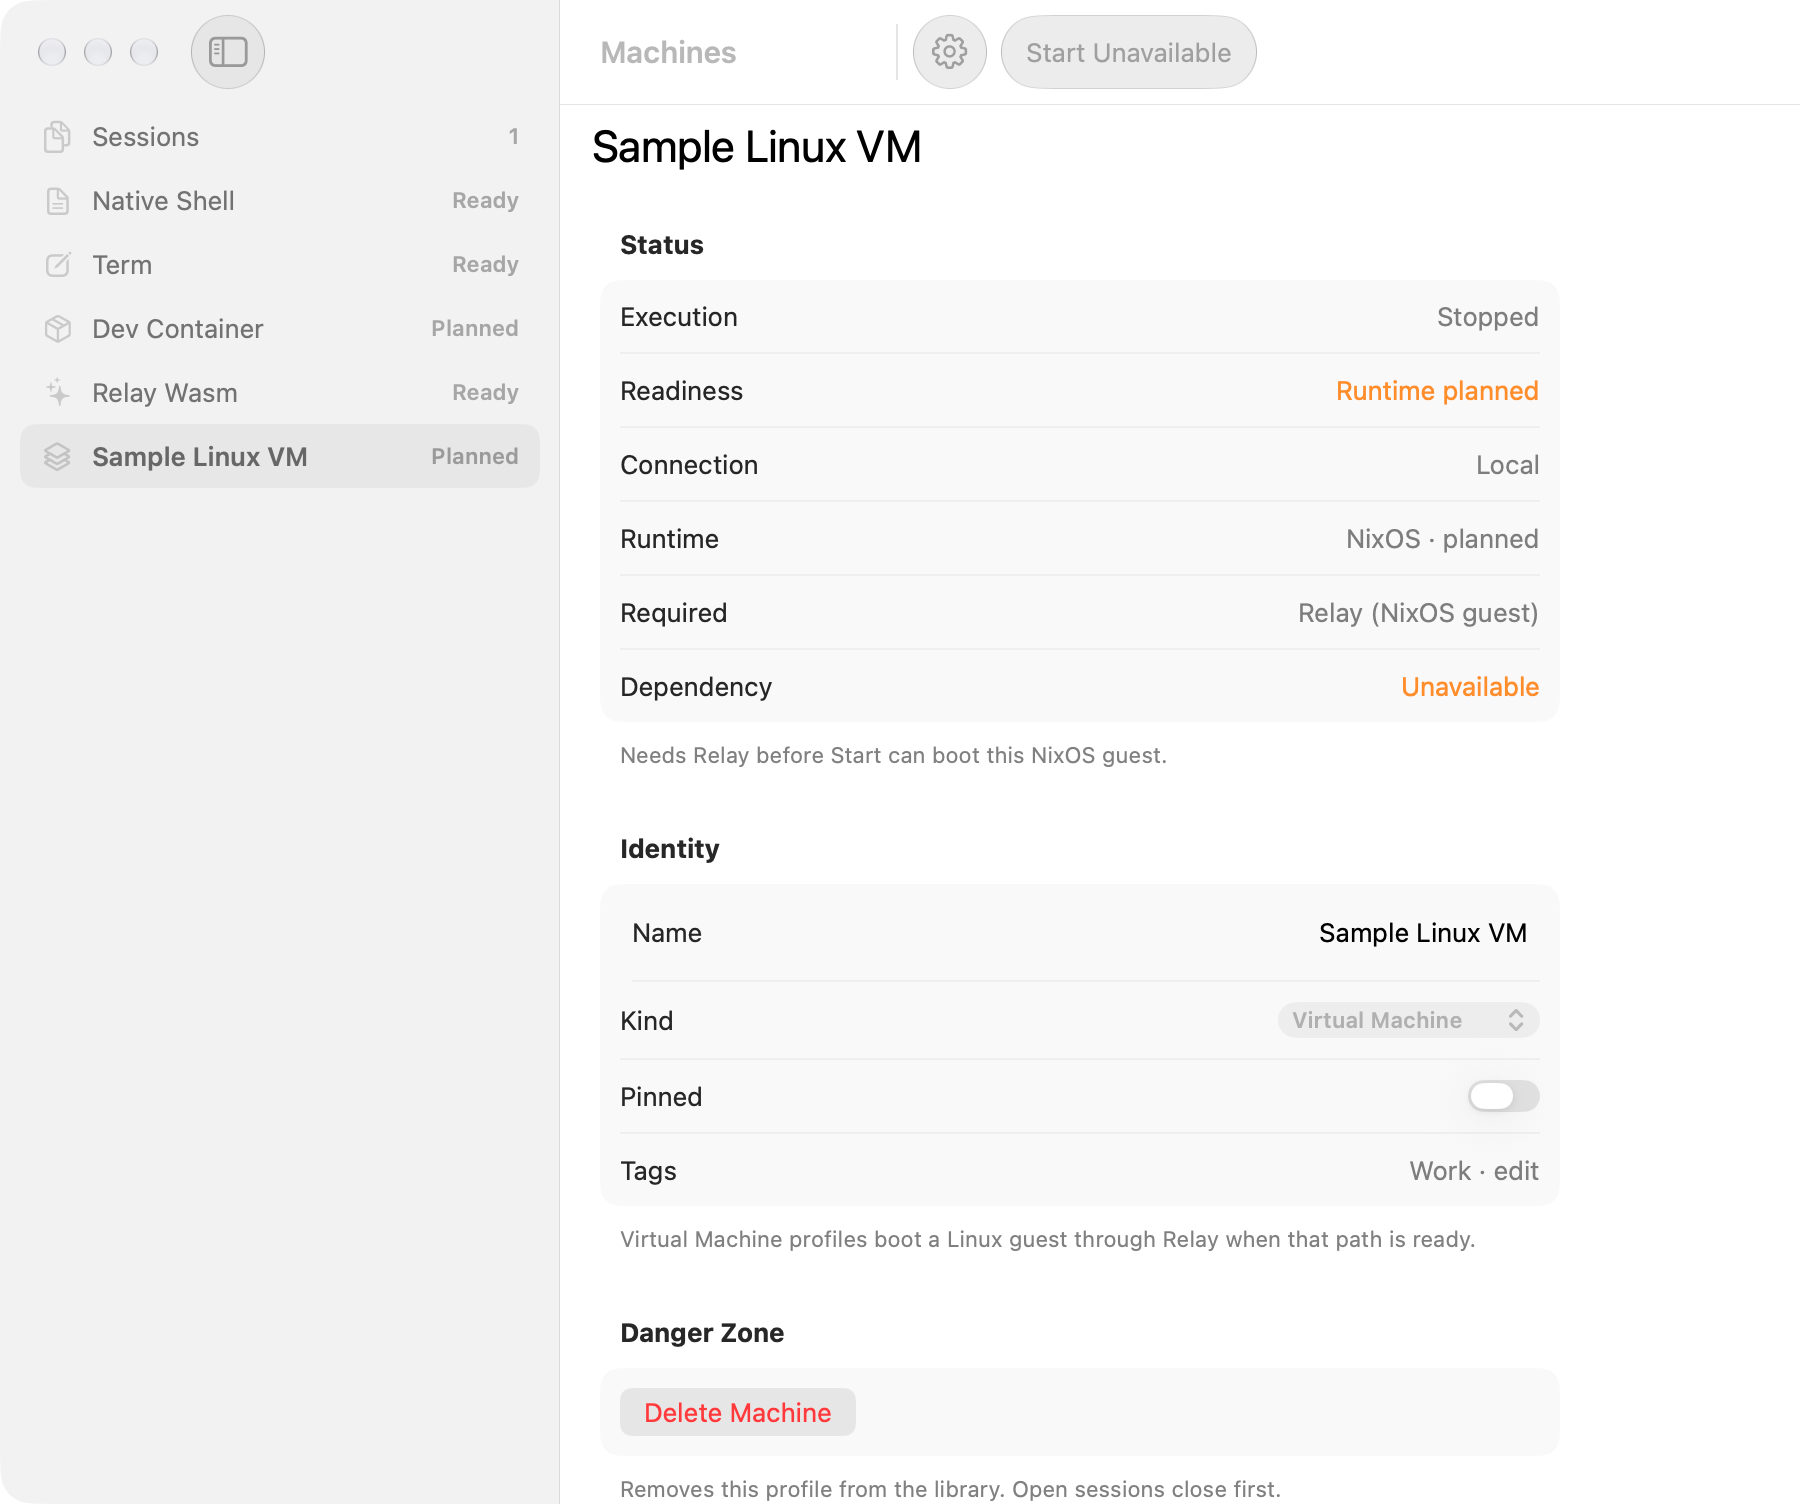 Machines
Start Unavailable
Sessions 1
Native Shell Ready
Term Ready
Dev Container Planned
Relay Wasm Ready
Sample Linux VM Planned
Sample Linux VM
Status
Execution Stopped
Readiness Runtime planned
Connection Local
Runtime NixOS · planned
Required Relay (NixOS guest)
Dependency Unavailable
Needs Relay before Start can boot this NixOS guest.
Identity
Name Sample Linux VM
Kind Virtual Machine
Pinned
Tags Work · edit
Virtual Machine profiles boot a Linux guest through Relay when that path is ready.
Danger Zone
Delete Machine
Removes this profile from the library. Open sessions close first.